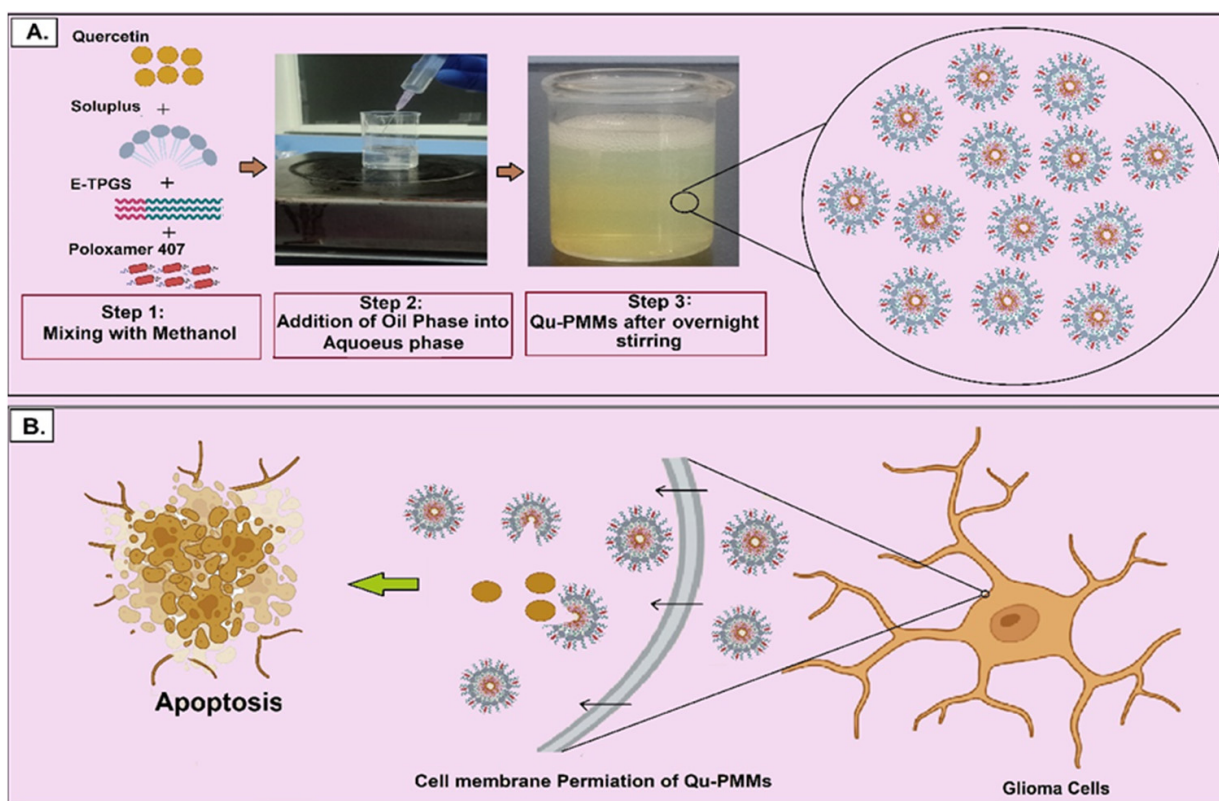 A.
Quercetin
+
Soluplus
+
E-TPGS
+
Poloxamer 407
Step 1:
Mixing with Methanol
Step 2:
Addition of Oil Phase into
Aquoeus phase
Step 3:
Qu-PMMs after overnight
stirring
B.
Apoptosis
Cell membrane Permiation of Qu-PMMs
Glioma Cells